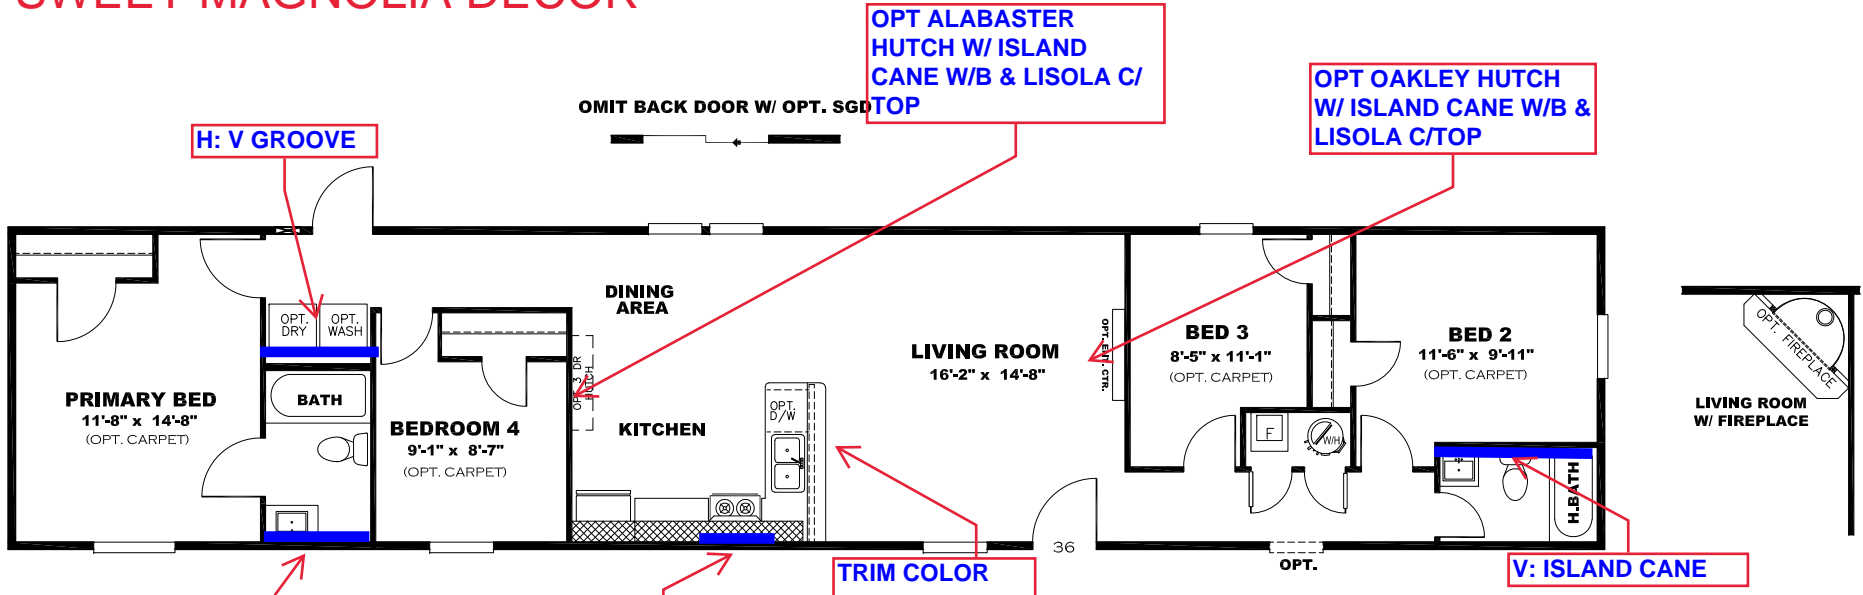 SWEET MAGNOLIA DECOR
OPT ALABASTER
HUTCH W/ ISLAND
CANE W/B & LISOLA C/
TOP
OPT OAKLEY HUTCH
W/ ISLAND CANE W/B &
LISOLA C/TOP
OMIT BACK DOOR W/ OPT. SGD
H: V GROOVE
OPT.
DRY
OPT.
WASH
DINING
AREA
OPT 3 DR
HUTCH
LIVING ROOM
16'-2" x 14'-8"
OPT. ENT. CTR.
BED 3
8'-5" x 11'-1"
(OPT. CARPET)
BED 2
11'-6" x 9'-11"
(OPT. CARPET)
OPT. FIREPLACE
LIVING ROOM
W/ FIREPLACE
PRIMARY BED
11'-8" x 14'-8"
(OPT. CARPET)
BATH
BEDROOM 4
9'-1" x 8'-7"
(OPT. CARPET)
KITCHEN
OPT.
D/W
F
W/H
H.BATH
36
OPT.
TRIM COLOR
V: ISLAND CANE